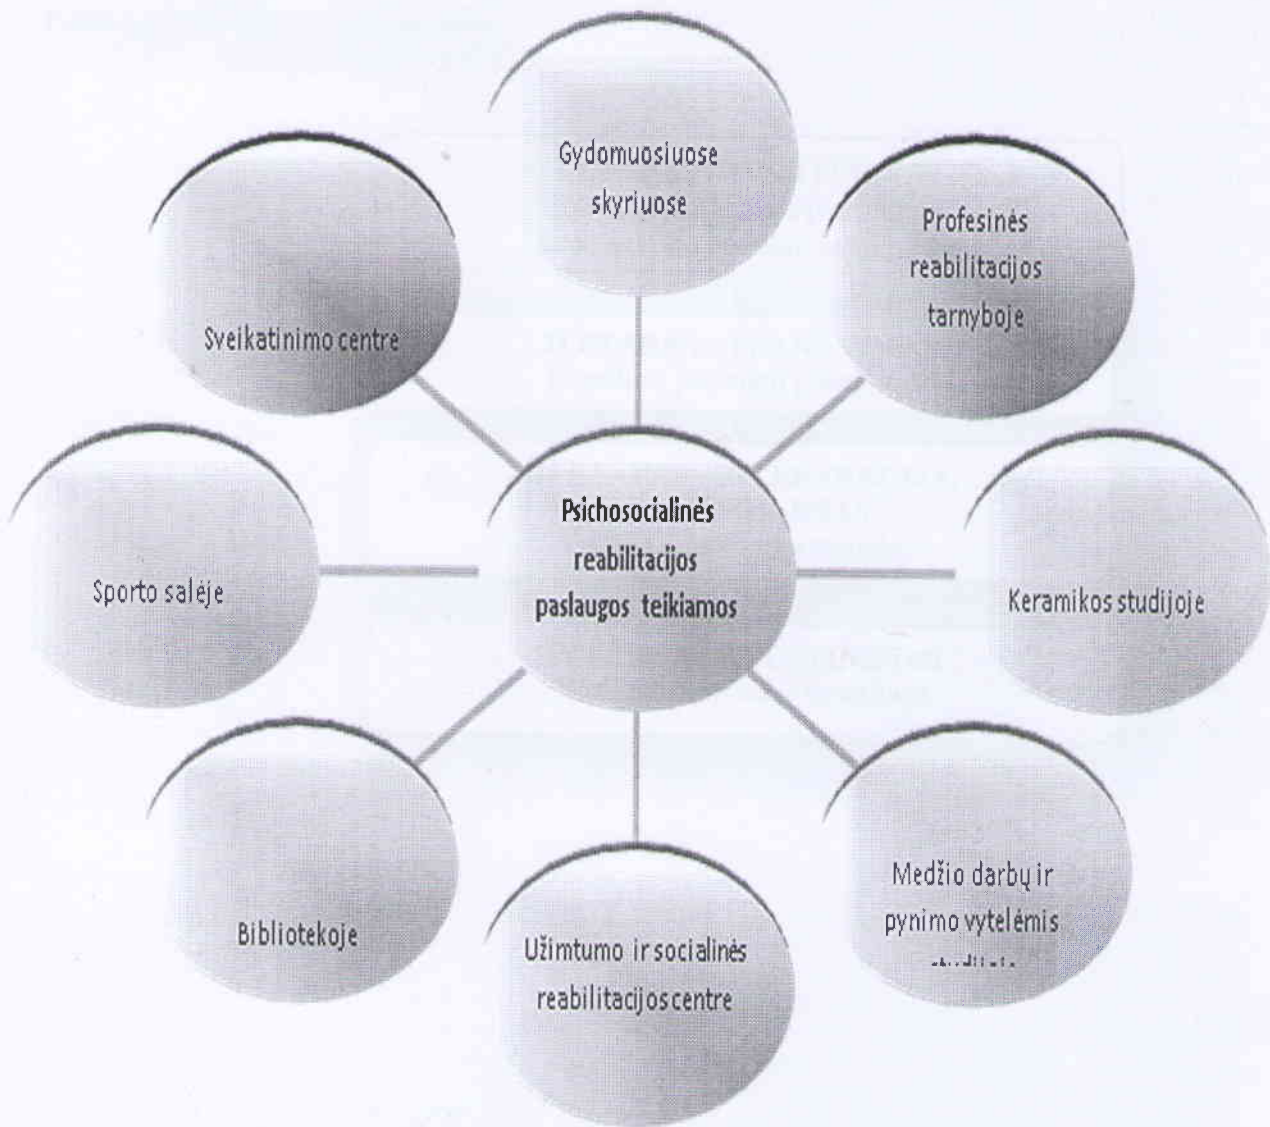 Gydomuosiuose
skyriuose
Profesinės
reabilitacijos
tarnyboje
Sveikatinimo centre
Psichosocialinės
reabilitacijos
paslaugos teikiamos
Sporto salėje
Keramikos studijoje
Medžio darbų ir
pynimo vytelėmis
Bibliotekoje
Užimtumo ir socialinės
reabilitacijos centre